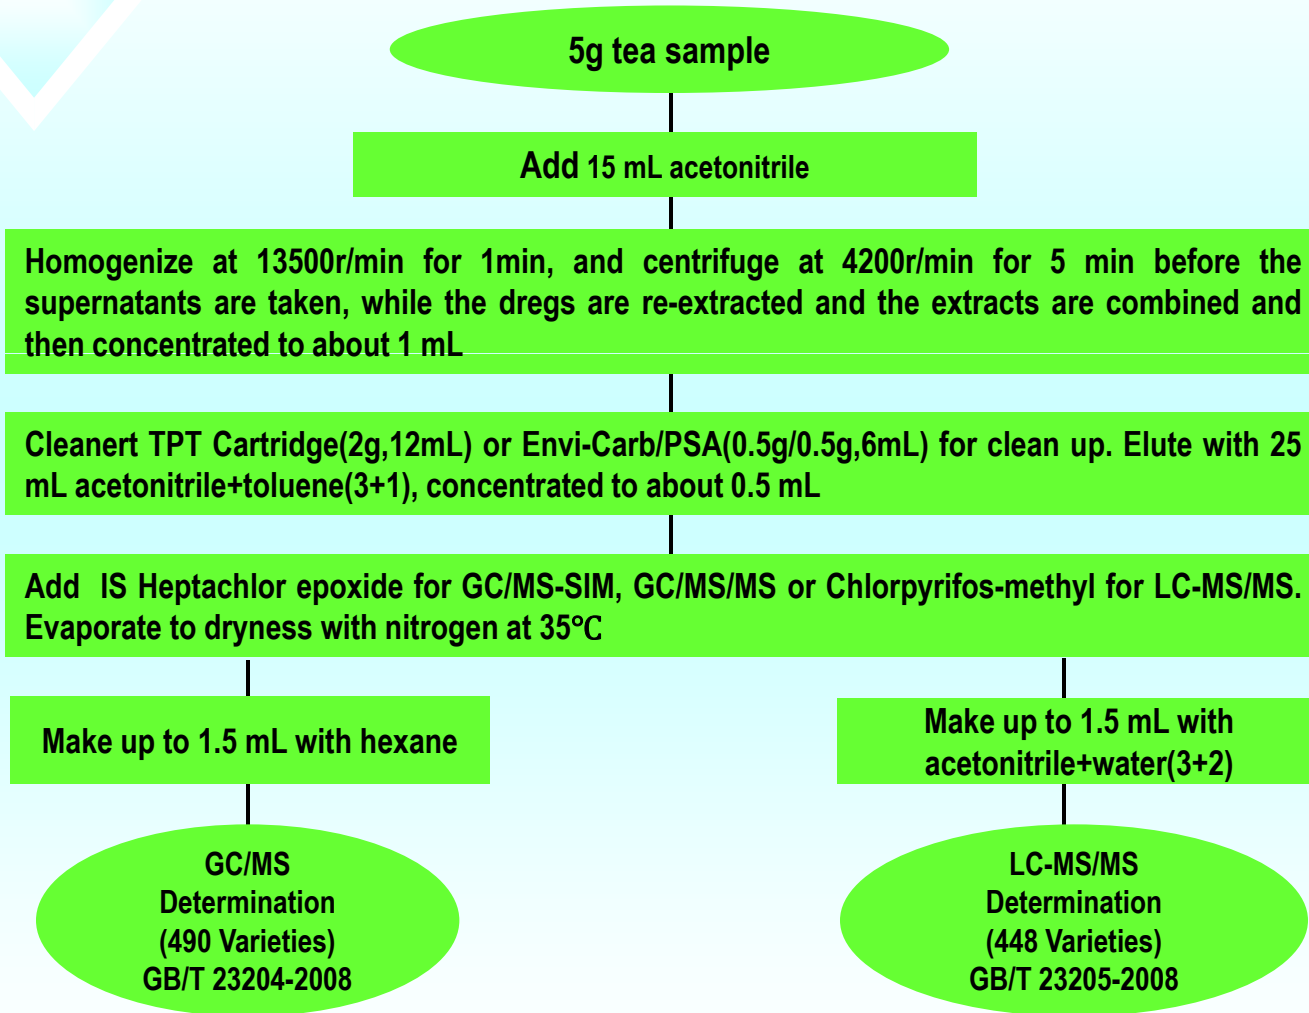 5g tea sample
Add 15 mL acetonitrile
Homogenize at 13500r/min for 1min, and centrifuge at 4200r/min for 5 min before the
supernatants are taken, while the dregs are re-extracted and the extracts are combined and
then concentrated to about 1 mL
Cleanert TPT Cartridge(2g,12mL) or Envi-Carb/PSA(0.5g/0.5g,6mL) for clean up. Elute with 25
mL acetonitrile+toluene(3+1), concentrated to about 0.5 mL
Add IS Heptachlor epoxide for GC/MS-SIM, GC/MS/MS or Chlorpyrifos-methyl for LC-MS/MS.
Evaporate to dryness with nitrogen at 35℃
Make up to 1.5 mL with hexane
Make up to 1.5 mL with
acetonitrile+water(3+2)
GC/MS
Determination
(490 Varieties)
GB/T 23204-2008
LC-MS/MS
Determination
(448 Varieties)
GB/T 23205-2008